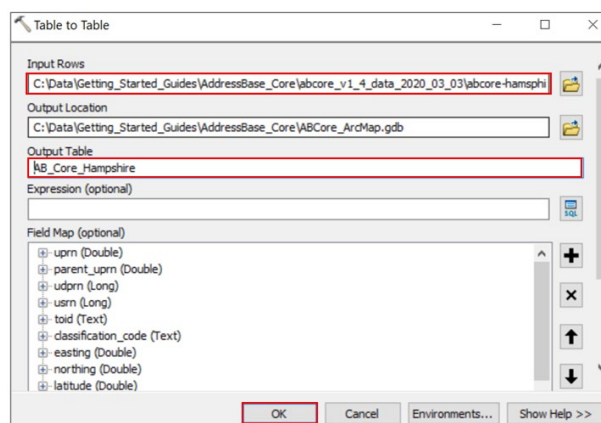 Table to Table
Input Rows
C:\Data\Getting_Started_Guides\AddressBase_Core\abcore_v1_4_data_2020_03_03\abcore-hamsphi
Output Location
C:\Data\Getting_Started_Guides\AddressBase_Core\ABCore_ArcMap.gdb
Output Table
AB_Core_Hampshire
Expression (optional)
SQL
Field Map (optional)
uprn (Double)
parent_uprn (Double)
udprn (Long)
usrn (Long)
toid (Text)
classification_code (Text)
easting (Double)
northing (Double)
latitude (Double)
OK Cancel Environments... Show Help >>